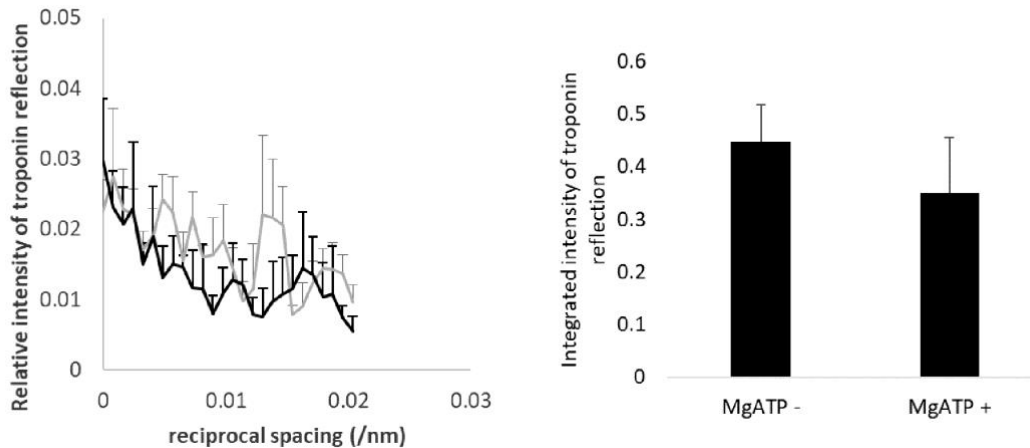 Relative intensity of troponin reflection
0.05
0.04
0.03
0.02
0.01
0
0
0.01
0.02
0.03
reciprocal spacing (/nm)
Integrated intensity of troponin
reflection
0.6
0.5
0.4
0.3
0.2
0.1
0
MgATP -
MgATP +